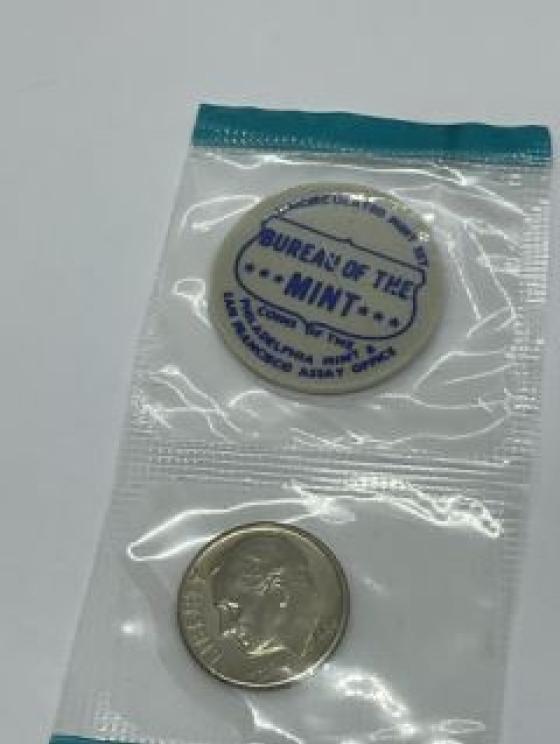 UNCIRCULATED MINT SET
BUREAU OF THE
*** MINT ***
COINS OF THE
PHILADELPHIA MINT &
SAN FRANCISCO ASSAY OFFICE
LIBERTY